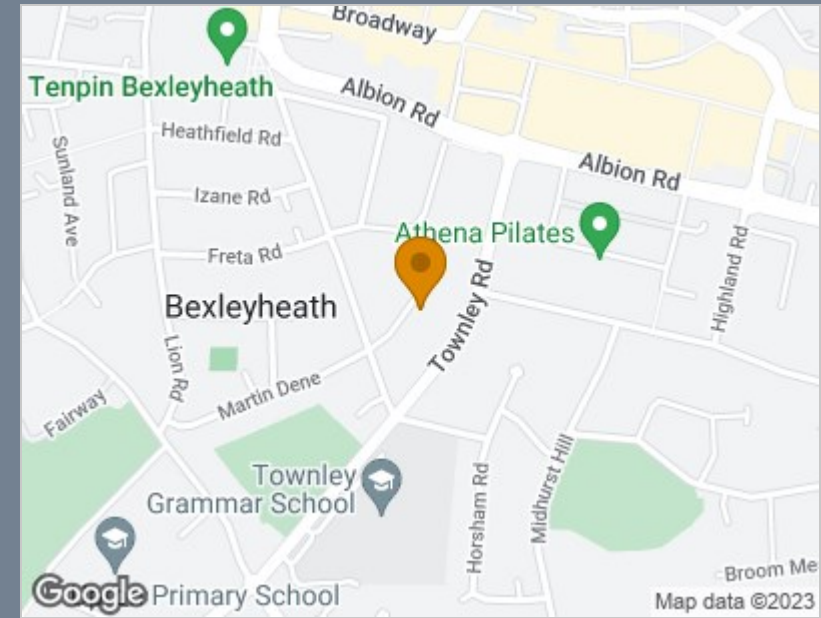 Broadway
Tenpin Bexleyheath
Albion Rd
Heathfield Rd
Albion Rd
Sunland Ave
Izane Rd
Athena Pilates
Freta Rd
Highland Rd
Townley Rd
Bexleyheath
Lion Rd
Martin Dene
Fairway
Townley
Grammar School
Horsham Rd
Midhurst Hill
Broom Me
Google
Primary School
Map data ©2023